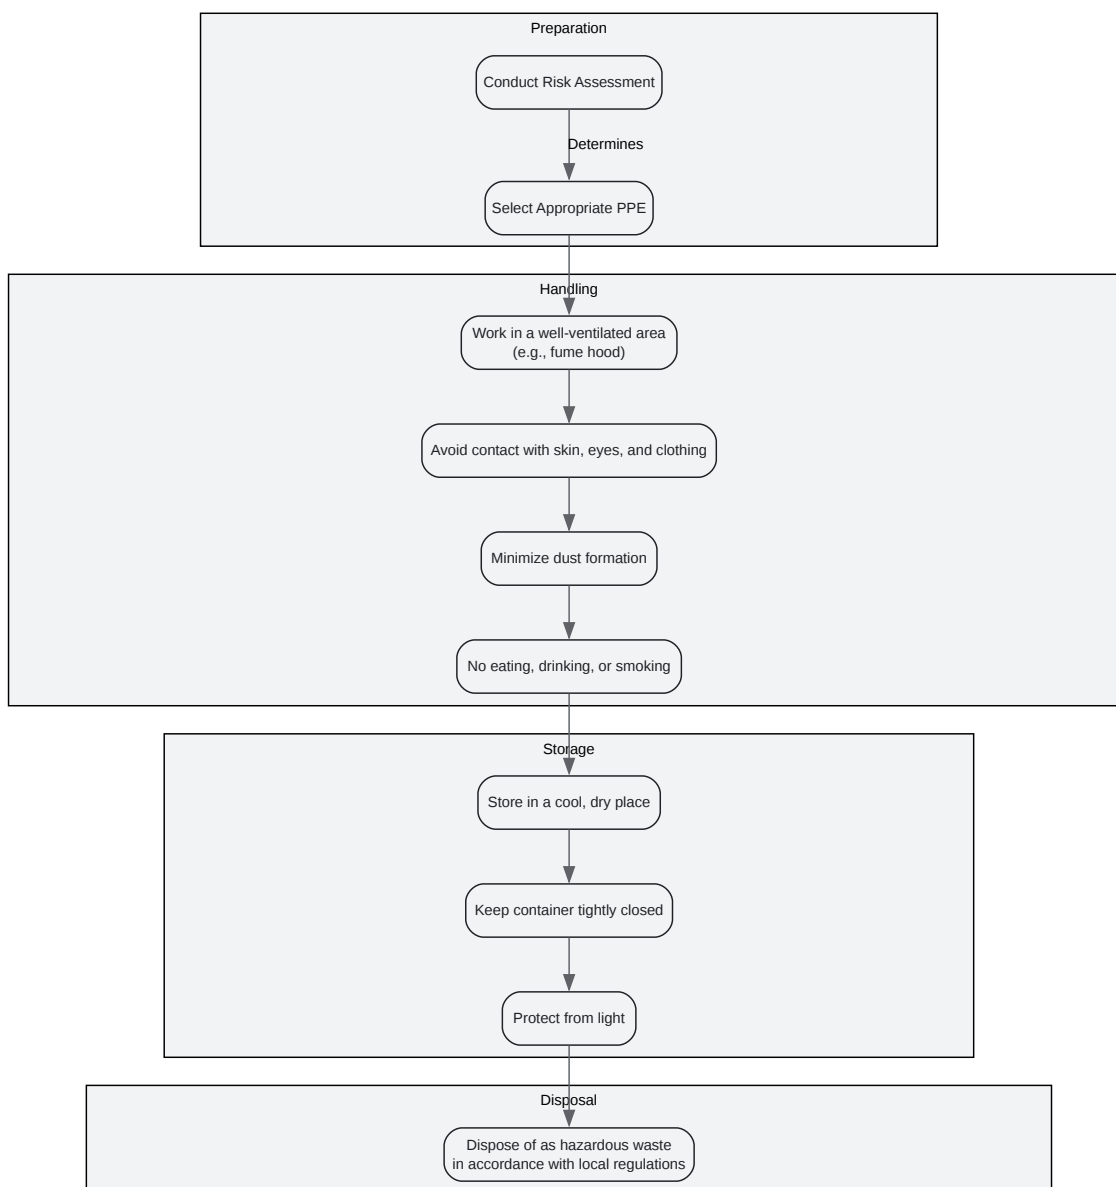 Preparation
Conduct Risk Assessment
Determines
Select Appropriate PPE
Handling
Work in a well-ventilated area
(e.g., fume hood)
Avoid contact with skin, eyes, and clothing
Minimize dust formation
No eating, drinking, or smoking
Storage
Store in a cool, dry place
Keep container tightly closed
Protect from light
Disposal
Dispose of as hazardous waste
in accordance with local regulations